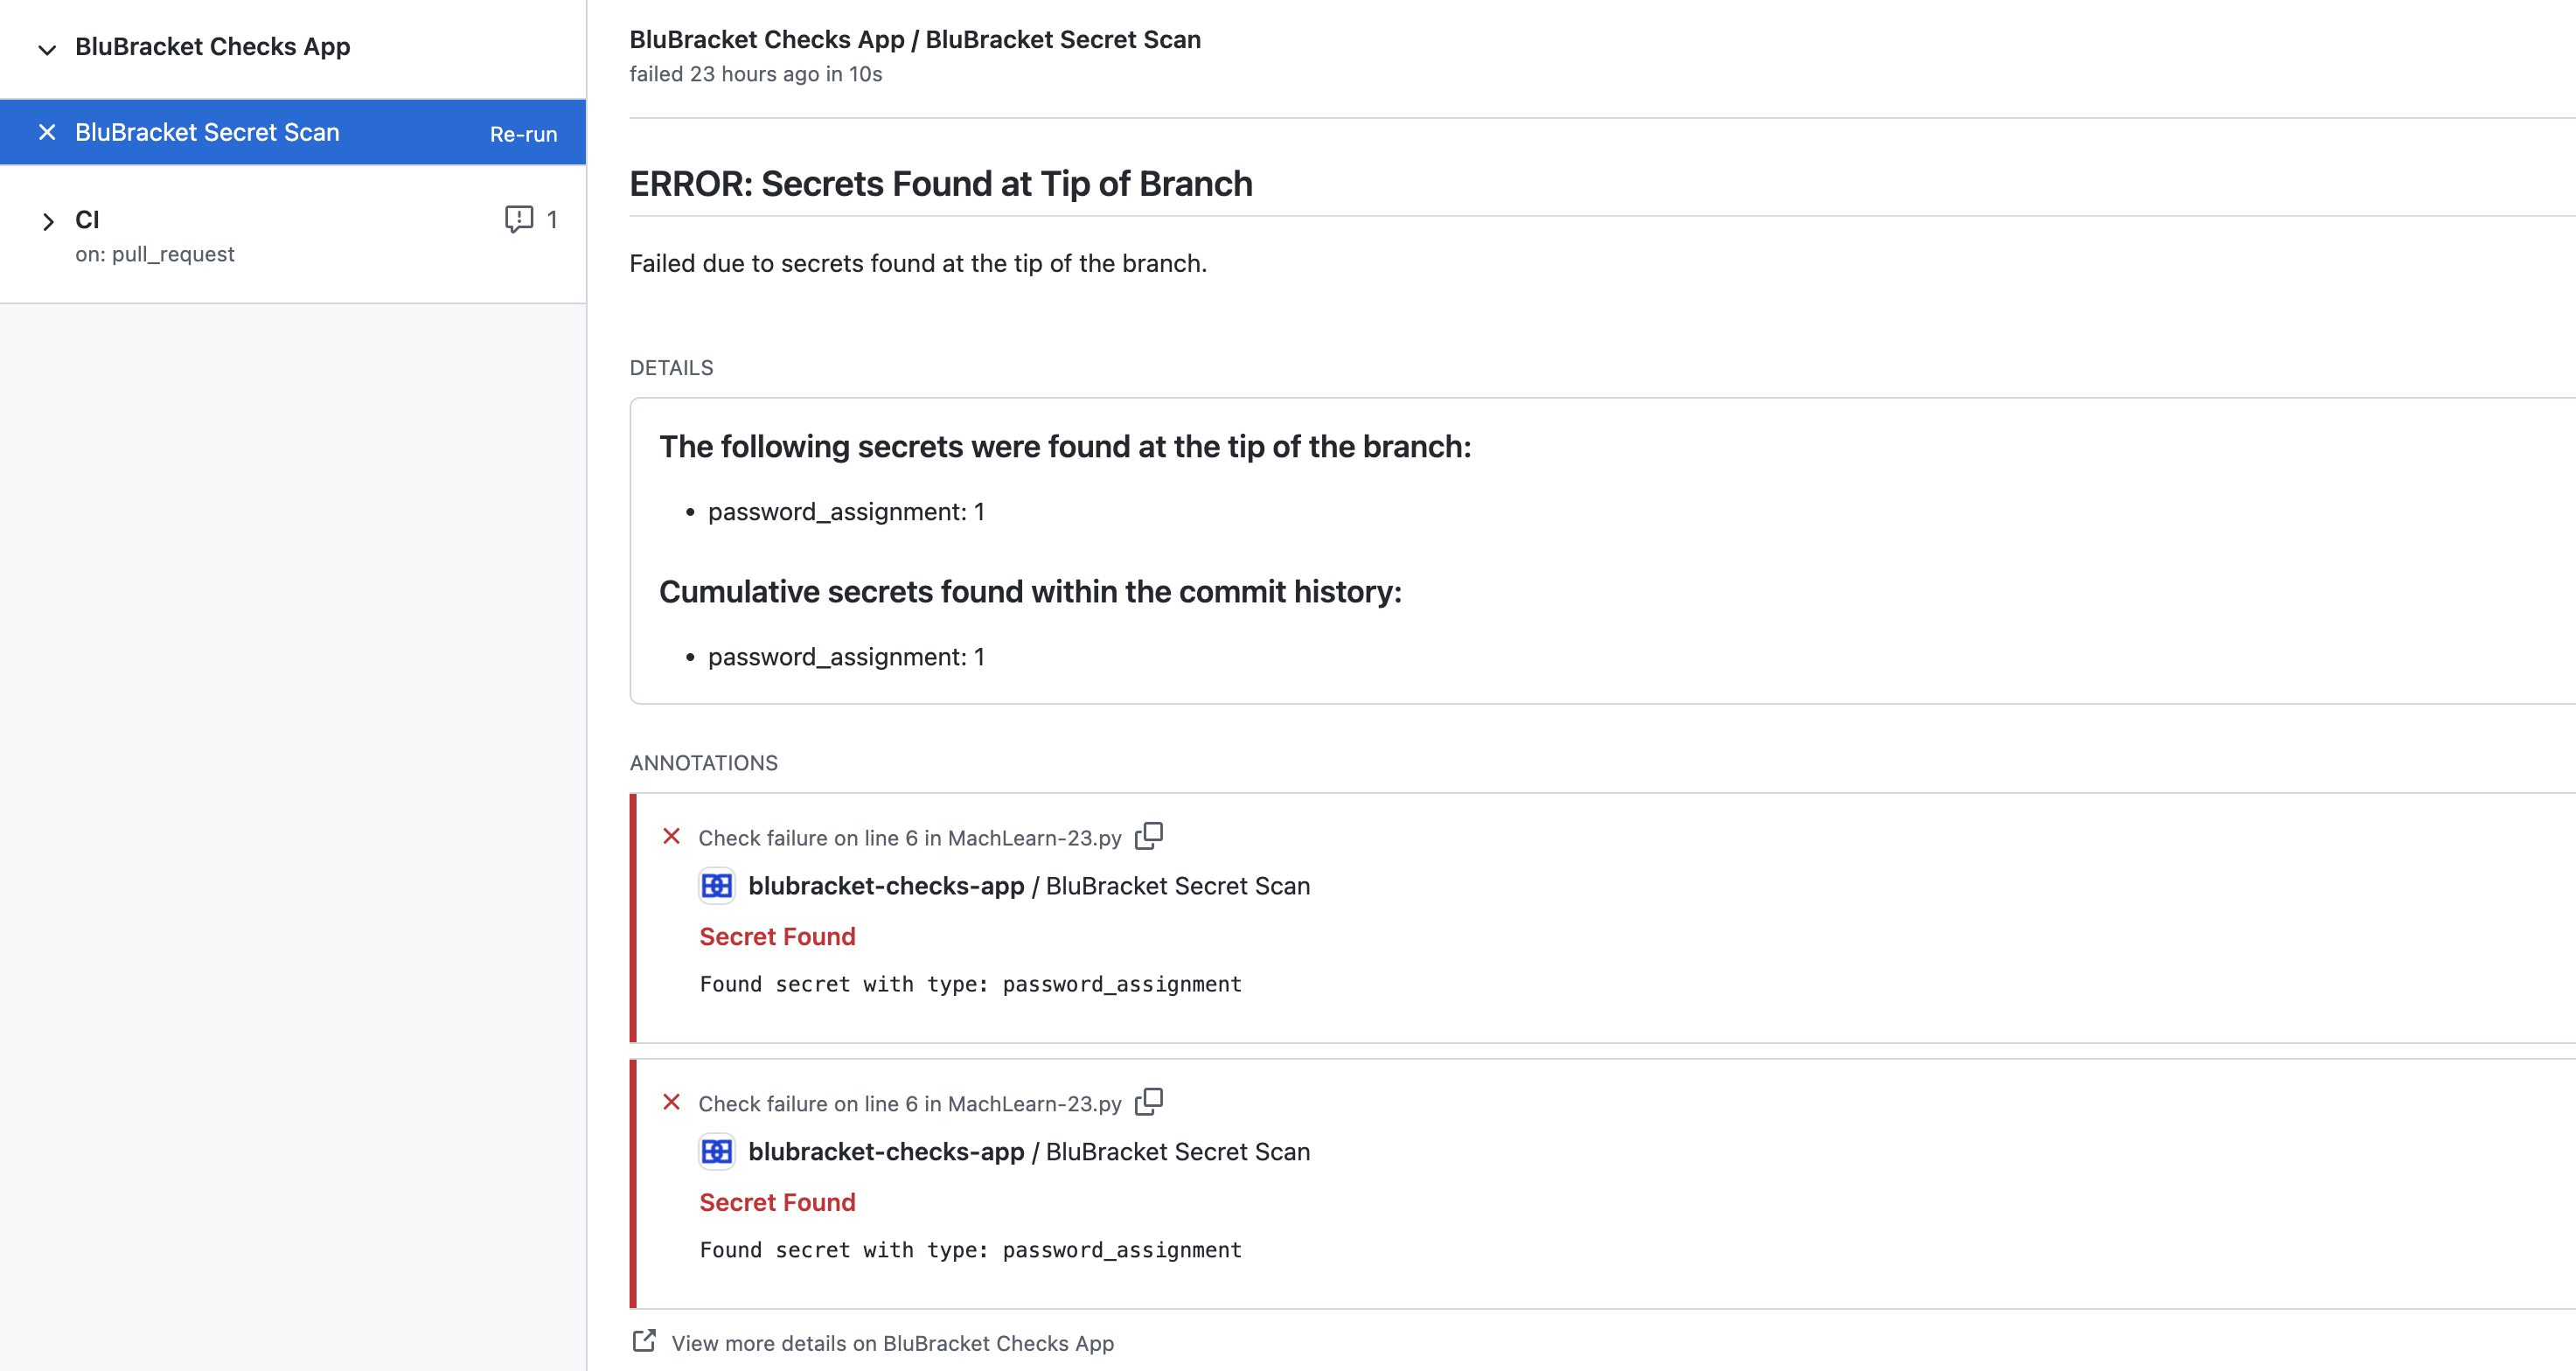 BluBracket Checks App
BluBracket Secret Scan Re-run
CI 1
on: pull_request
BluBracket Checks App / BluBracket Secret Scan
failed 23 hours ago in 10s
ERROR: Secrets Found at Tip of Branch
Failed due to secrets found at the tip of the branch.
DETAILS
The following secrets were found at the tip of the branch:
• password_assignment: 1
Cumulative secrets found within the commit history:
• password_assignment: 1
ANNOTATIONS
Check failure on line 6 in MachLearn-23.py
blubracket-checks-app / BluBracket Secret Scan
Secret Found
Found secret with type: password_assignment
Check failure on line 6 in MachLearn-23.py
blubracket-checks-app / BluBracket Secret Scan
Secret Found
Found secret with type: password_assignment
View more details on BluBracket Checks App